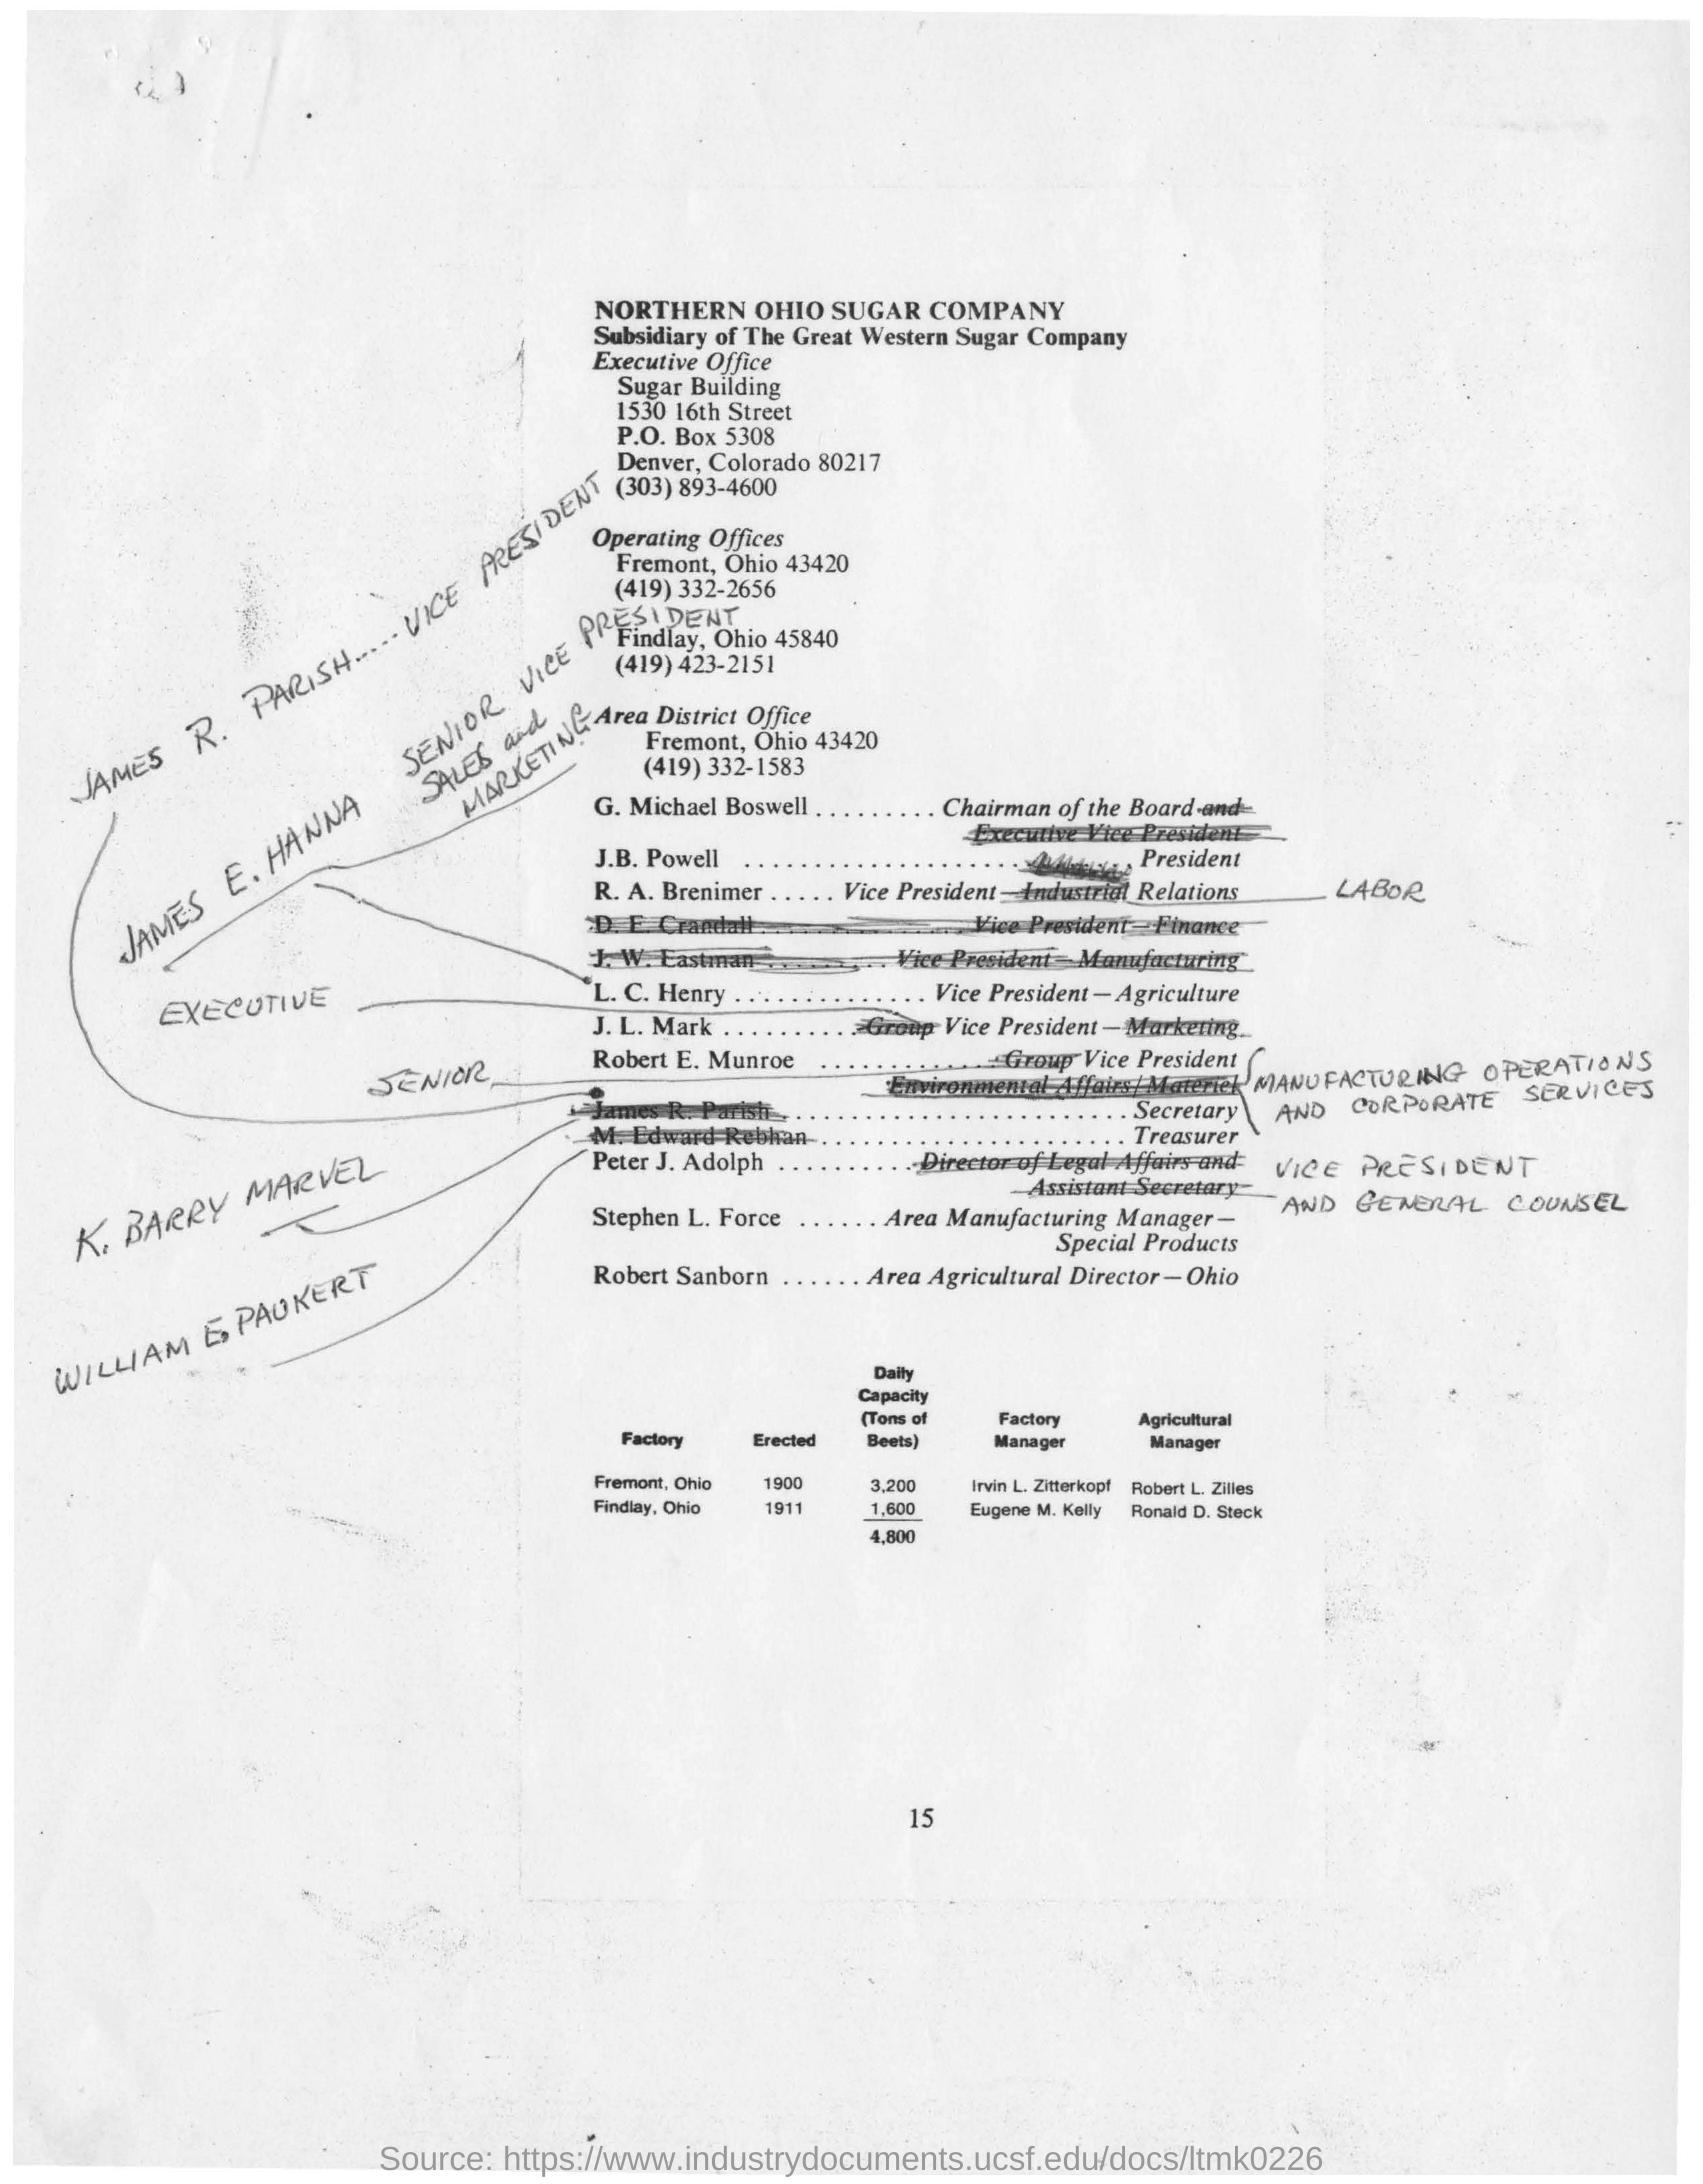 NORTHERN OHIO SUGAR COMPANY
Subsidiary of The Great Western Sugar Company
Executive Office
Sugar Building
1530 16th Street
P.O. Box 5308
Denver, Colorado 80217
(303) 893-4600
Operating Offices
Fremont, Ohio 43420
(419) 332-2656
Findlay, Ohio 45840
(419) 423-2151
Area District Office
Fremont, Ohio 43420
(419) 332-1583
JAMES R. PARISH..... VICE PRESIDENT
JAMES E. HANNA SENIOR VICE PRESIDENT
SALES and
MARKETING
G. Michael Boswell ......... Chairman of the Board and
Executive Vice President
J.B. Powell .................... President
R. A. Brenimer ..... Vice President—Industrial Relations LABOR
D. E. Crandall ............ Vice President—Finance
J. W. Eastman .......... Vice President—Manufacturing
EXECUTIVE
L. C. Henry .............. Vice President—Agriculture
J. L. Mark .......... Group Vice President—Marketing
SENIOR
Robert E. Munroe ............ Group Vice President
Environmental Affairs/Materiel
MANUFACTURING OPERATIONS
AND CORPORATE SERVICES
James R. Parish .......................... Secretary
M. Edward Rebhan ....................... Treasurer
K. BARRY MARVEL
WILLIAM E. PAUKERT
Peter J. Adolph .......... Director of Legal Affairs and
Assistant Secretary
VICE PRESIDENT
AND GENERAL COUNSEL
Stephen L. Force ...... Area Manufacturing Manager—
Special Products
Robert Sanborn ...... Area Agricultural Director—Ohio
Factory Erected Daily Capacity (Tons of Beets) Factory Manager Agricultural Manager
Fremont, Ohio 1900 3,200 Irvin L. Zitterkopf Robert L. Zilles
Findlay, Ohio 1911 1,600 Eugene M. Kelly Ronald D. Steck
4,800
15
Source: https://www.industrydocuments.ucsf.edu/docs/ltmk0226